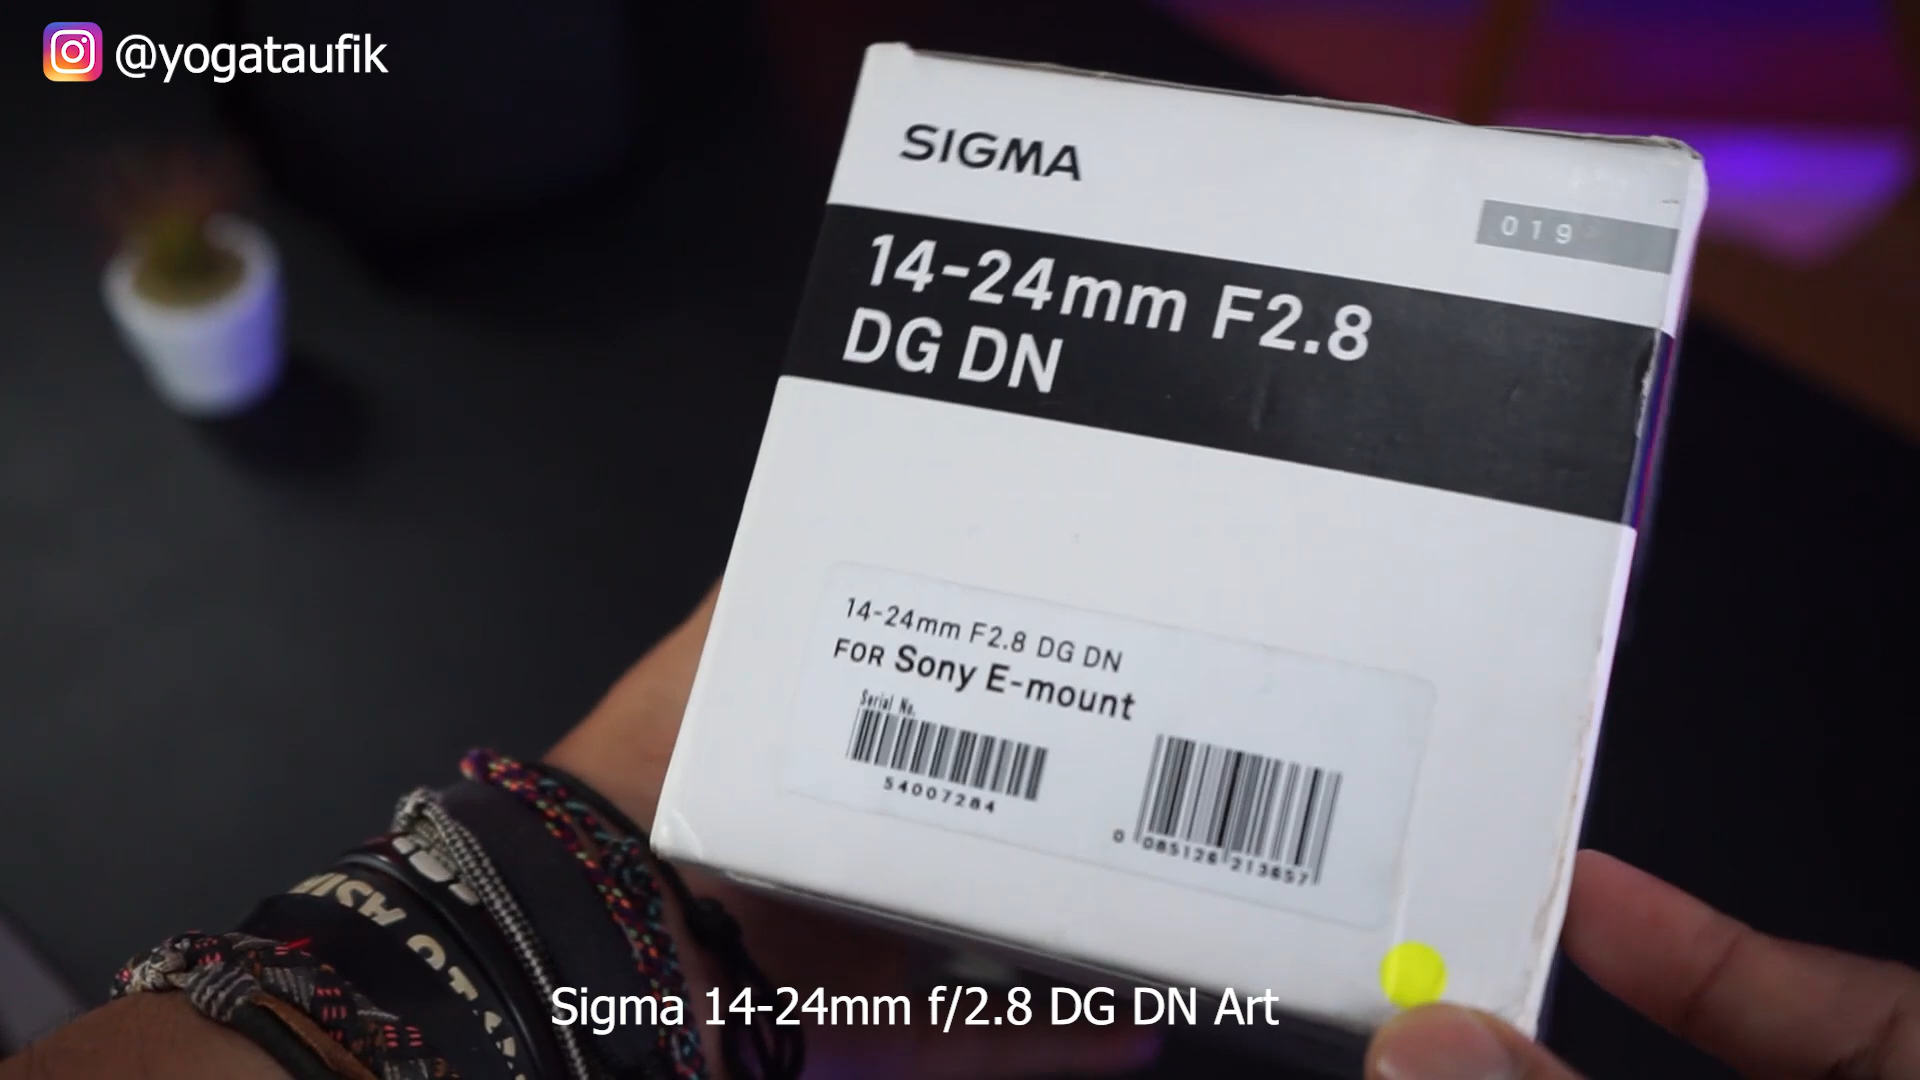 @yogataufik
SIGMA
019
14-24mm F2.8
DG DN
14-24mm F2.8 DG DN
FOR Sony E-mount
Serial No.
54007284
0 085126 213657
Sigma 14-24mm f/2.8 DG DN Art